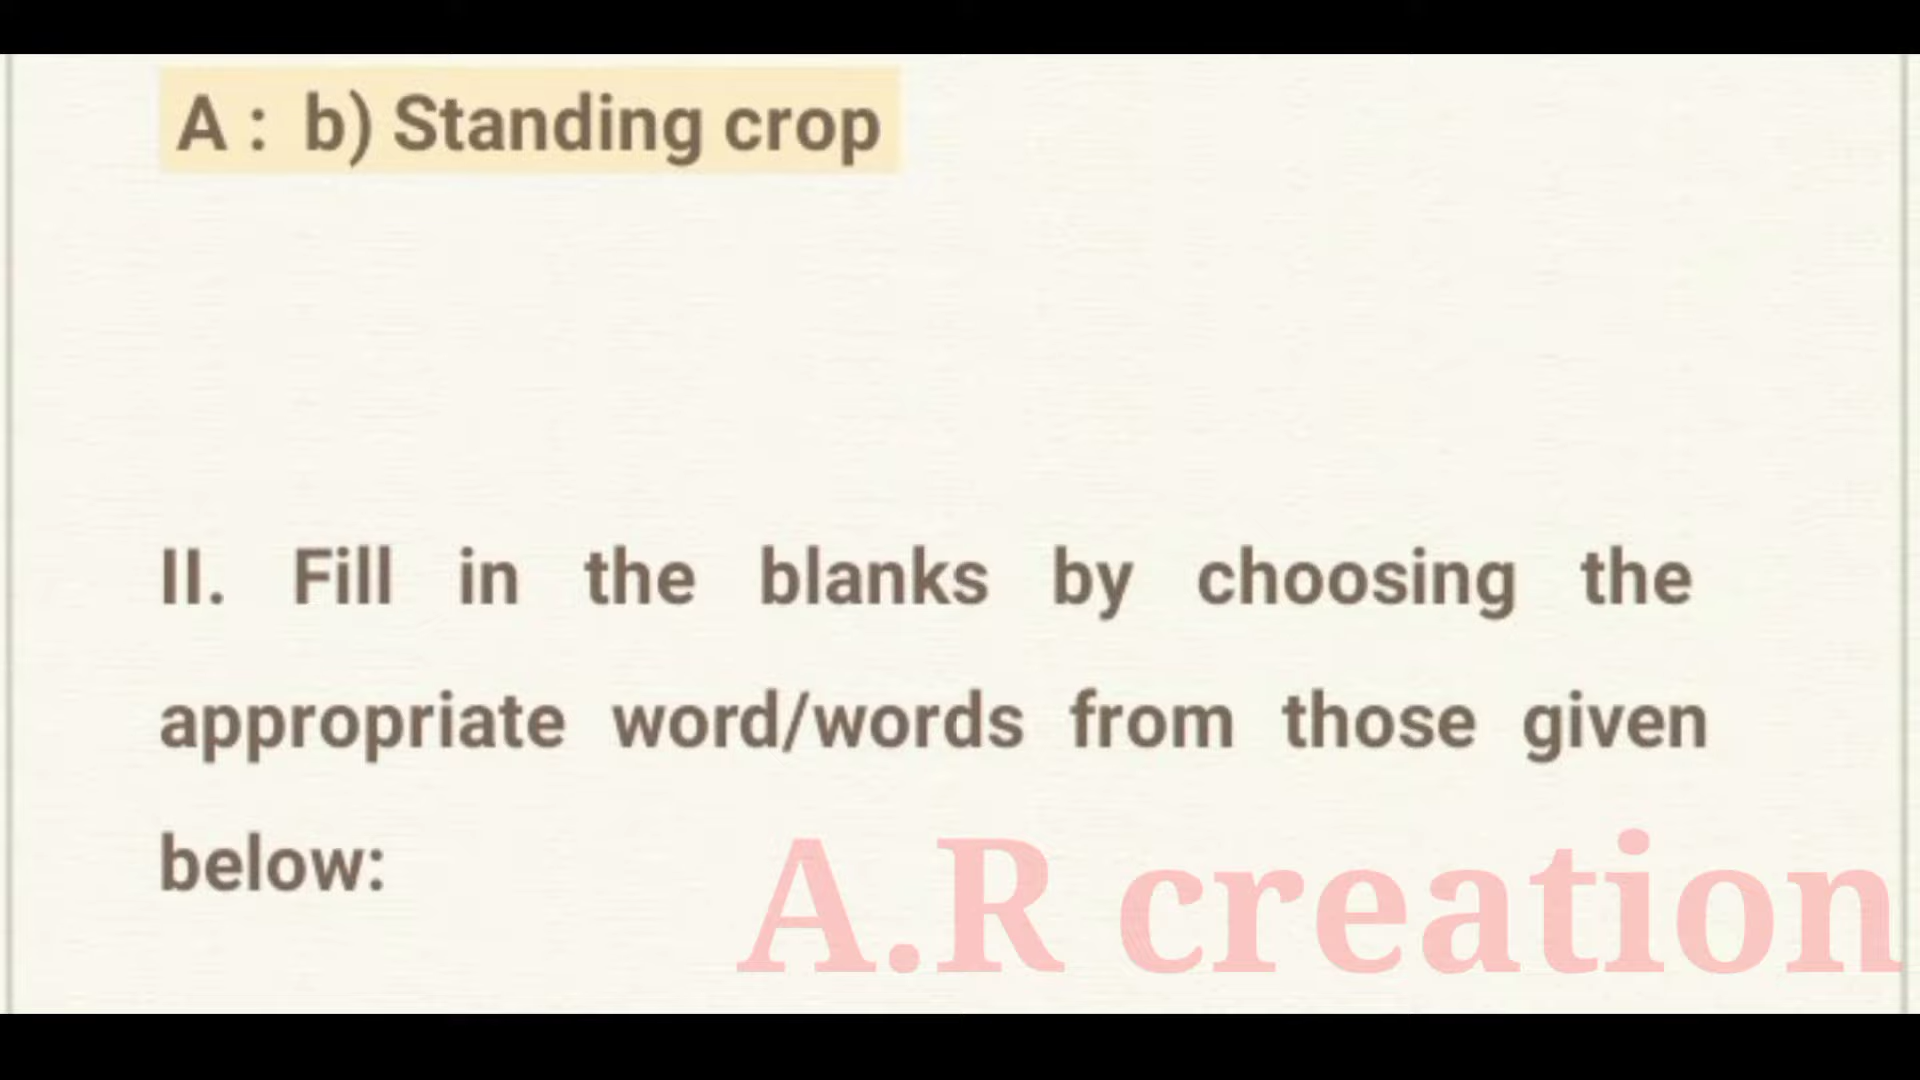 A : b) Standing crop
II. Fill in the blanks by choosing the
appropriate word/words from those given
below:
A.R creation